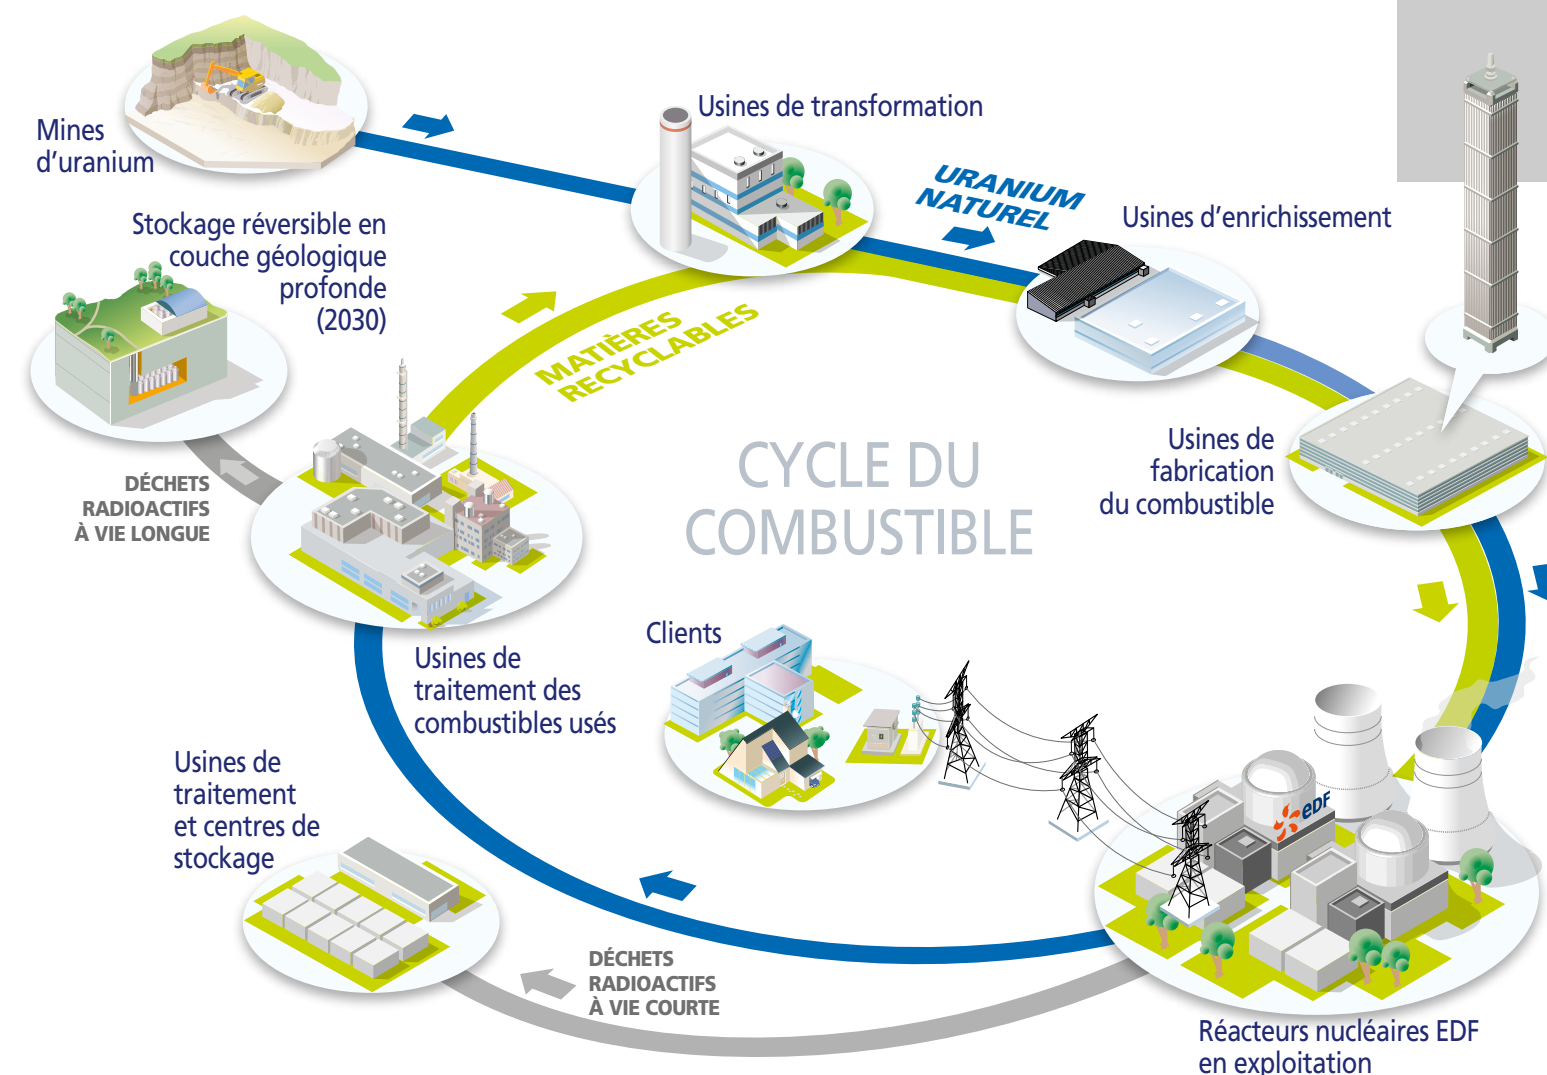 Mines
d'uranium
Usines de transformation
URANIUM
NATUREL
Usines d'enrichissement
Stockage réversible en
couche géologique
profonde
(2030)
MATIÈRES
RECYCLABLES
CYCLE DU
COMBUSTIBLE
Usines de
fabrication
du combustible
DÉCHETS
RADIOACTIFS
À VIE LONGUE
Clients
Usines de
traitement des
combustibles usés
Usines de
traitement
et centres de
stockage
eDF
DÉCHETS
RADIOACTIFS
À VIE COURTE
Réacteurs nucléaires EDF
en exploitation